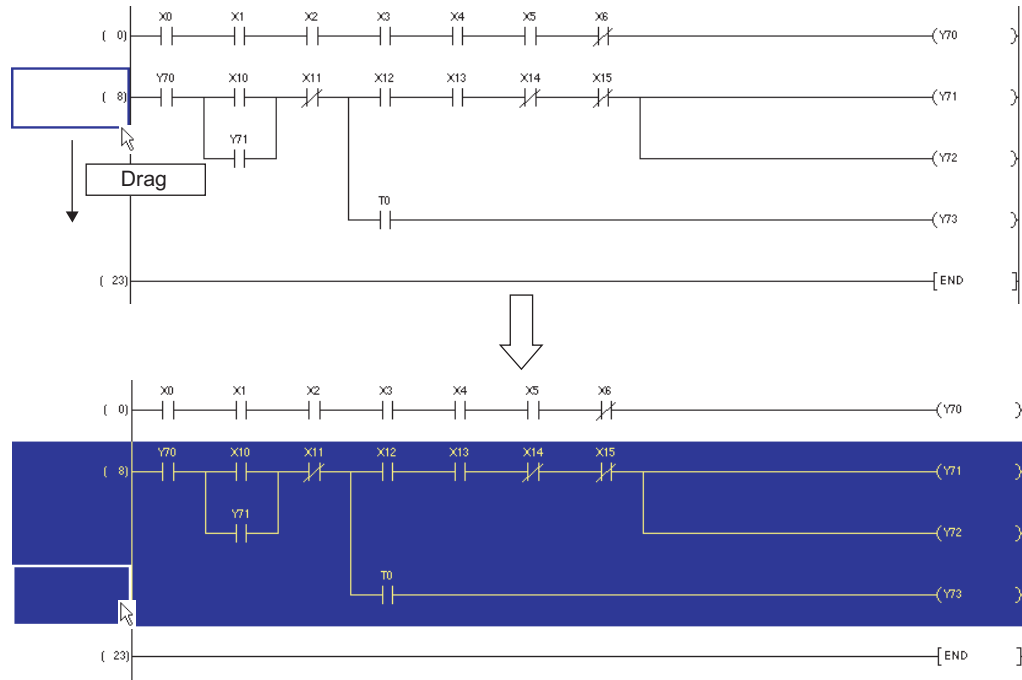 X0 X1 X2 X3 X4 X5 X6
( 0) (Y70 )
Y70 X10 X11 X12 X13 X14 X15
( 8) (Y71 )
Y71
(Y72 )
Drag
T0
(Y73 )
( 23) [END ]
X0 X1 X2 X3 X4 X5 X6
( 0) (Y70 )
Y70 X10 X11 X12 X13 X14 X15
( 8) (Y71 )
Y71
(Y72 )
T0
(Y73 )
( 23) [END ]